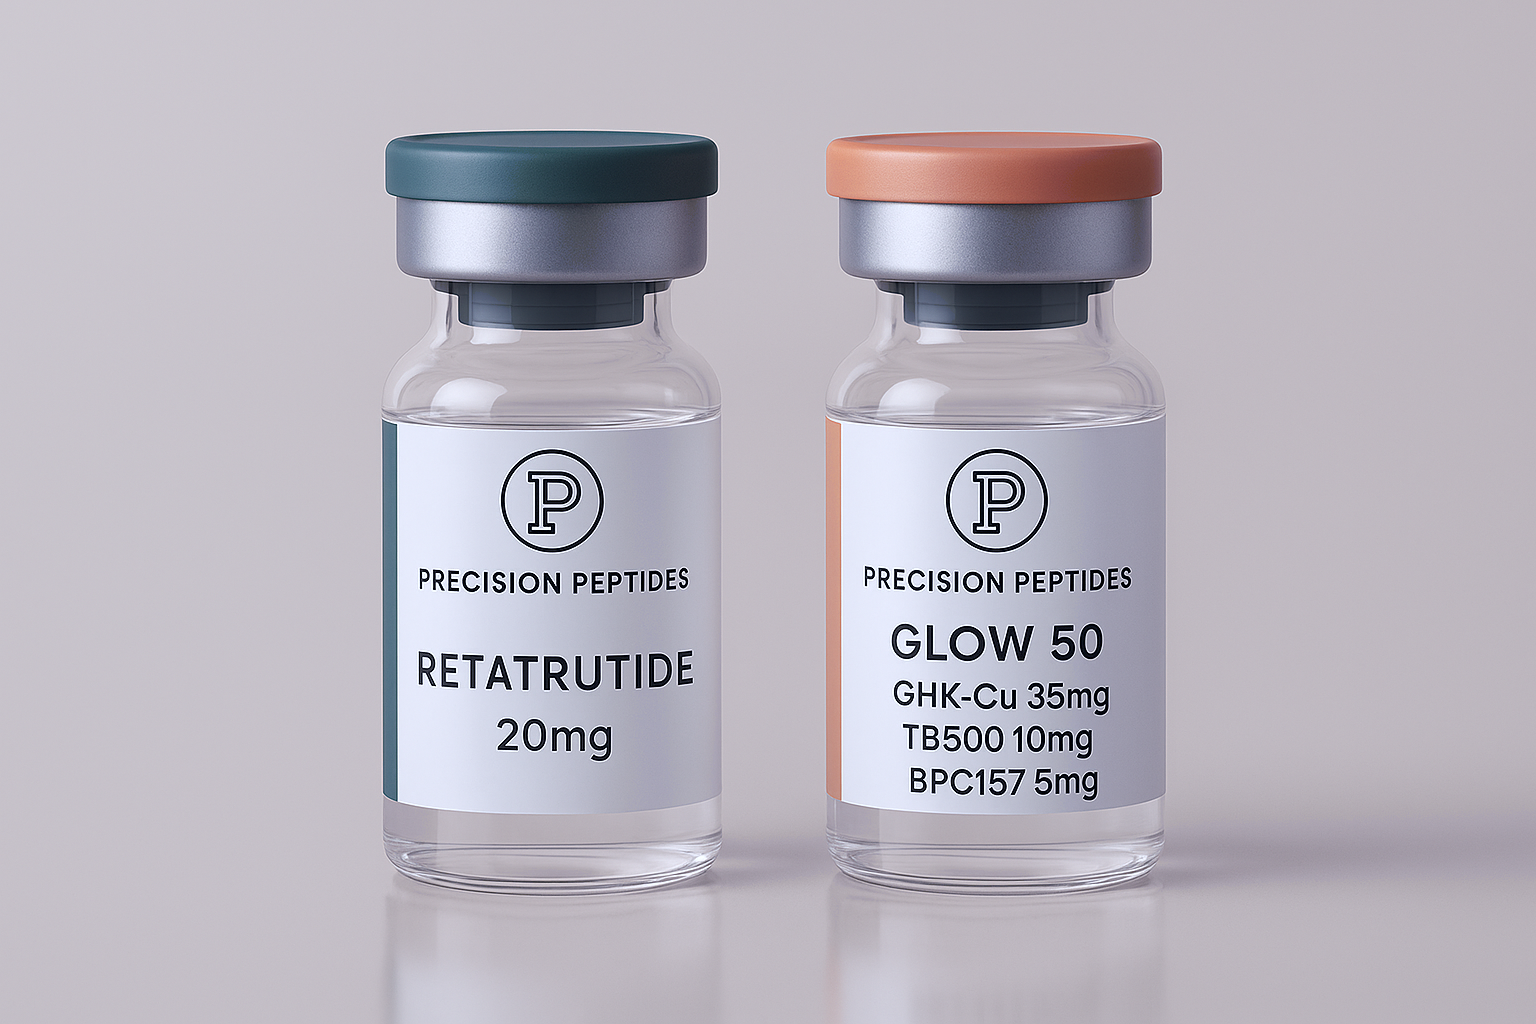 P
PRECISION PEPTIDES
RETATRUTIDE
20mg
P
PRECISION PEPTIDES
GLOW 50
GHK-Cu 35mg
TB500 10mg
BPC157 5mg